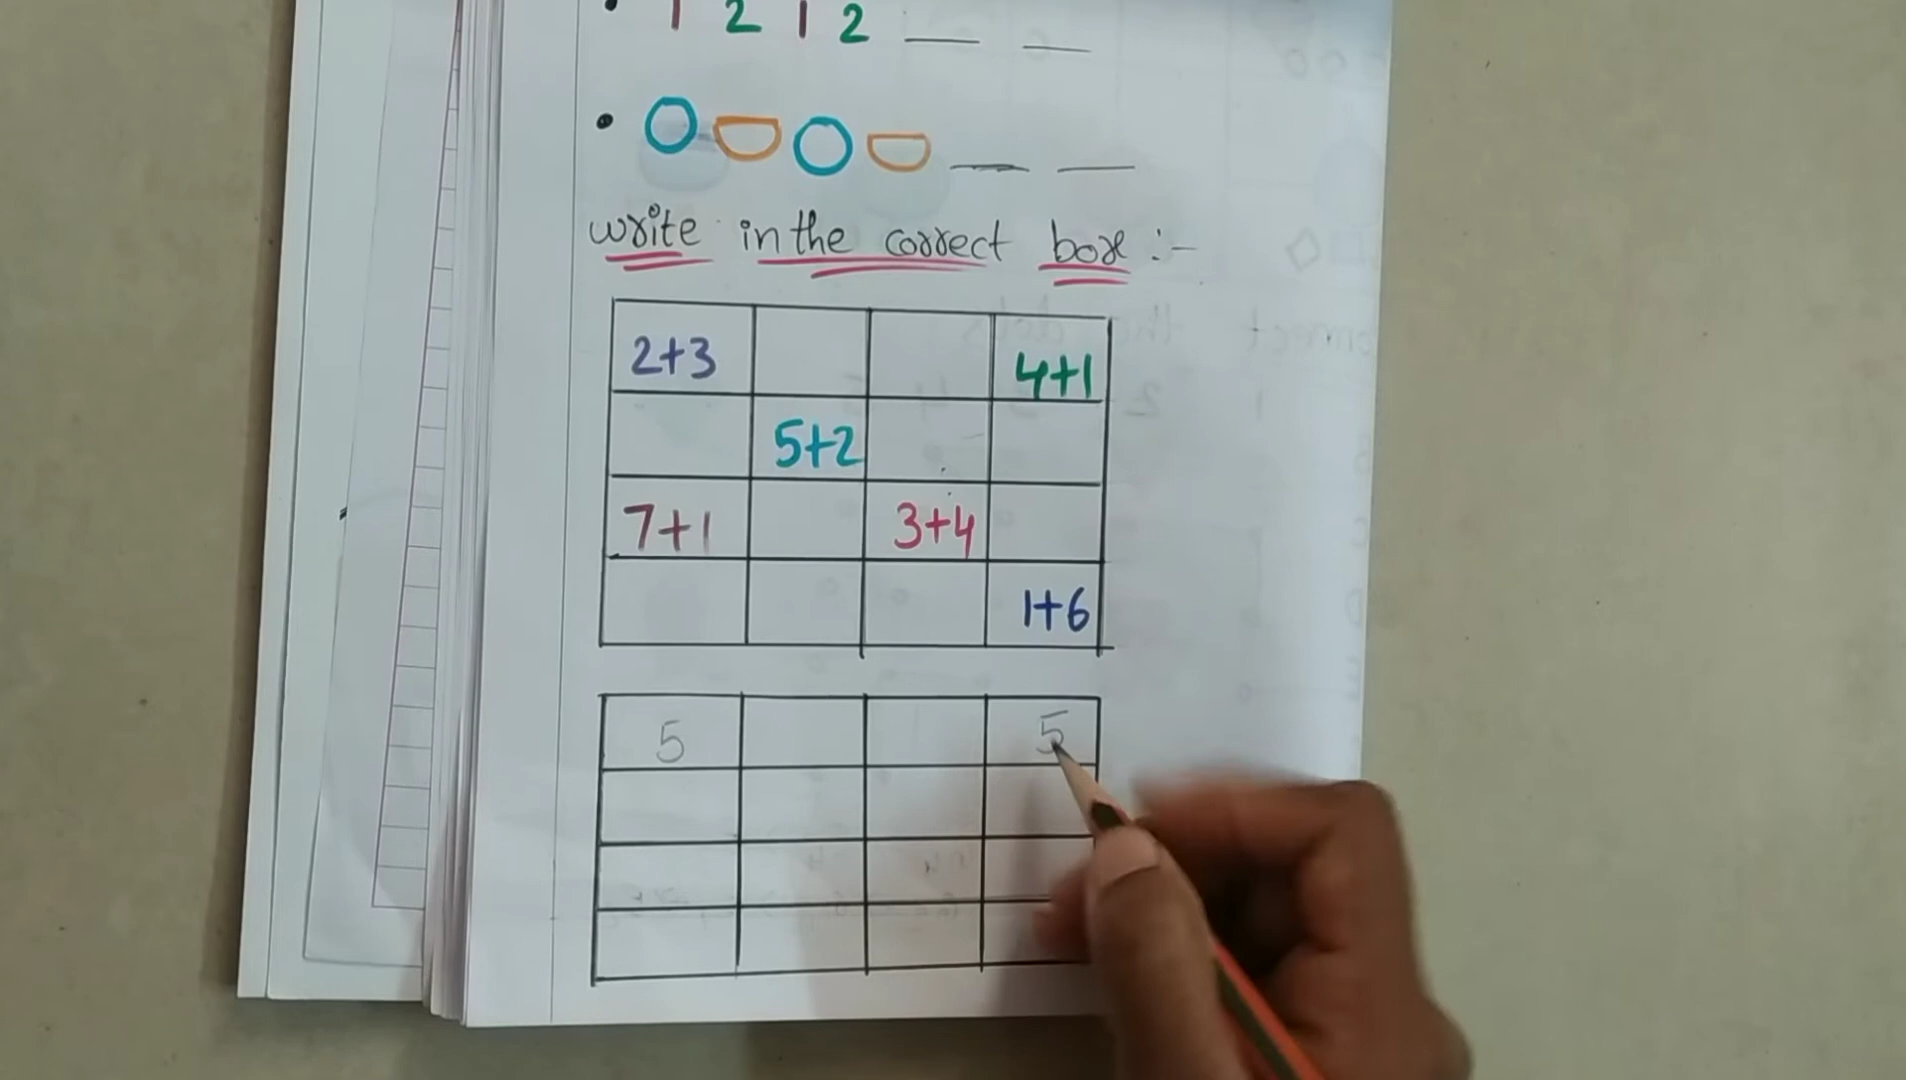 1 2 1 2
write in the correct box :-
2+3 4+1
5+2
7+1 3+4
1+6
5 5